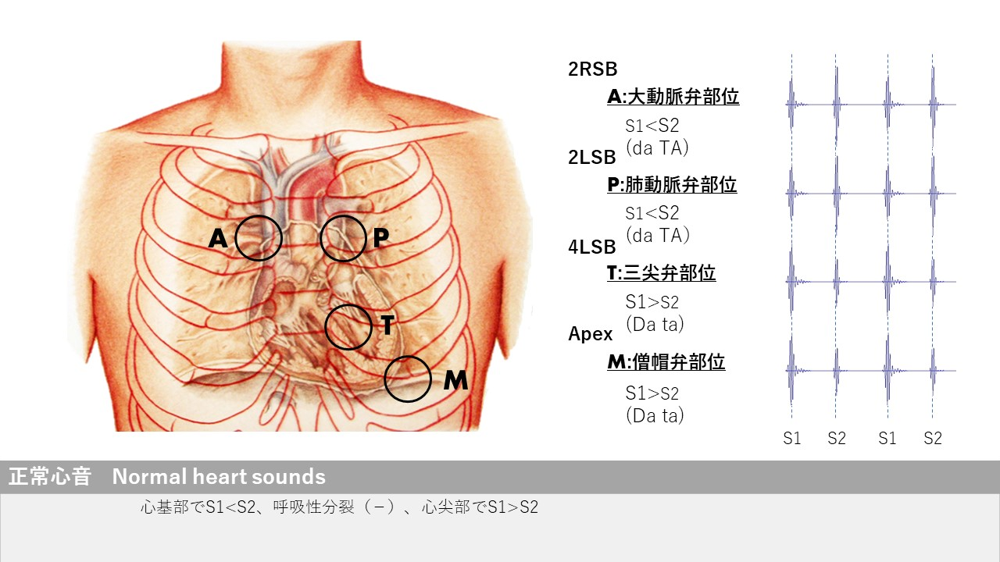 A
P
T
M
2RSB
A:大動脈弁部位
S1<S2
(da TA)
2LSB
P:肺動脈弁部位
S1<S2
(da TA)
4LSB
T:三尖弁部位
S1>S2
(Da ta)
Apex
M:僧帽弁部位
S1>S2
(Da ta)
S1 S2 S1 S2
正常心音 Normal heart sounds
心基部でS1<S2、呼吸性分裂（－）、心尖部でS1>S2